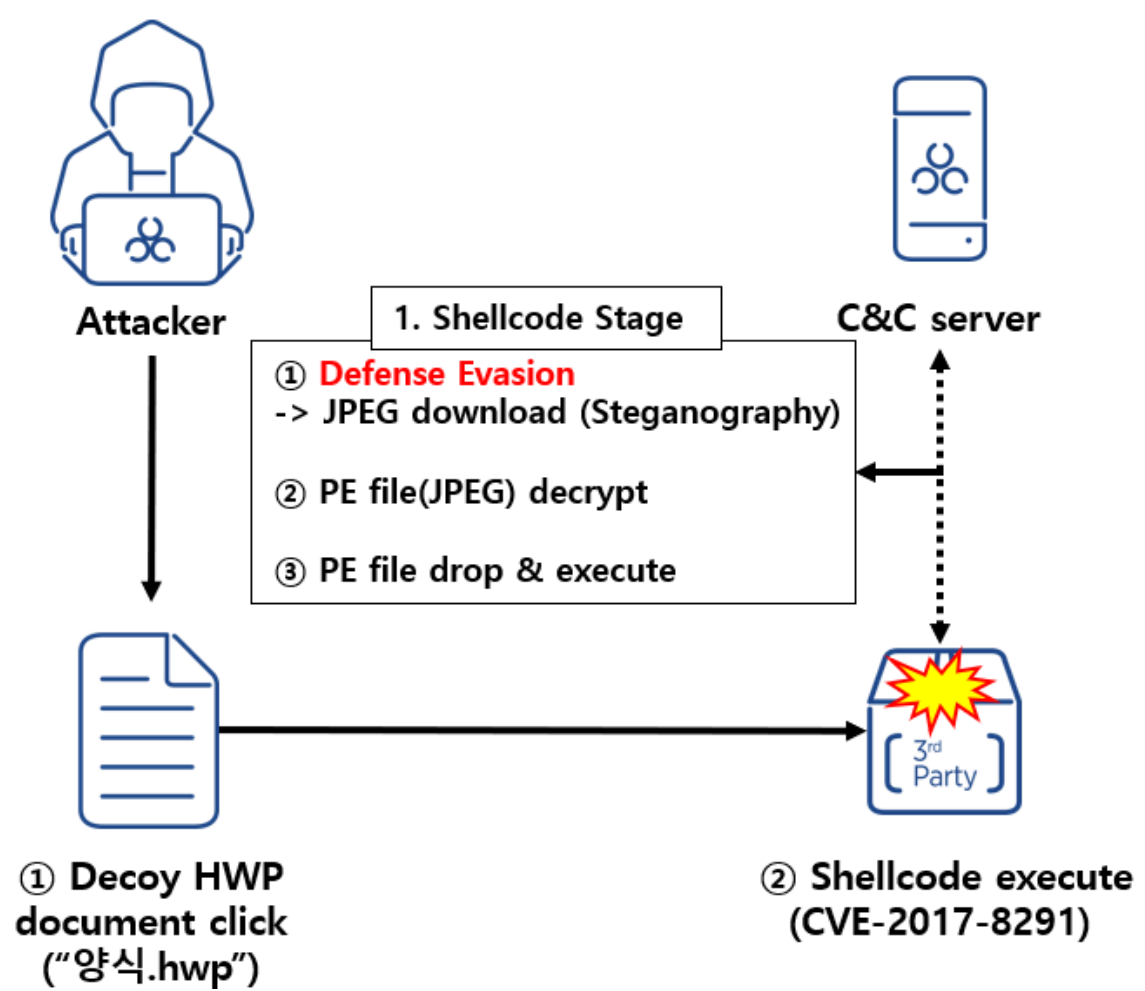 Attacker
C&C server
1. Shellcode Stage
① Defense Evasion
-> JPEG download (Steganography)
② PE file(JPEG) decrypt
③ PE file drop & execute
3rd
Party
① Decoy HWP
document click
(“양식.hwp”)
② Shellcode execute
(CVE-2017-8291)